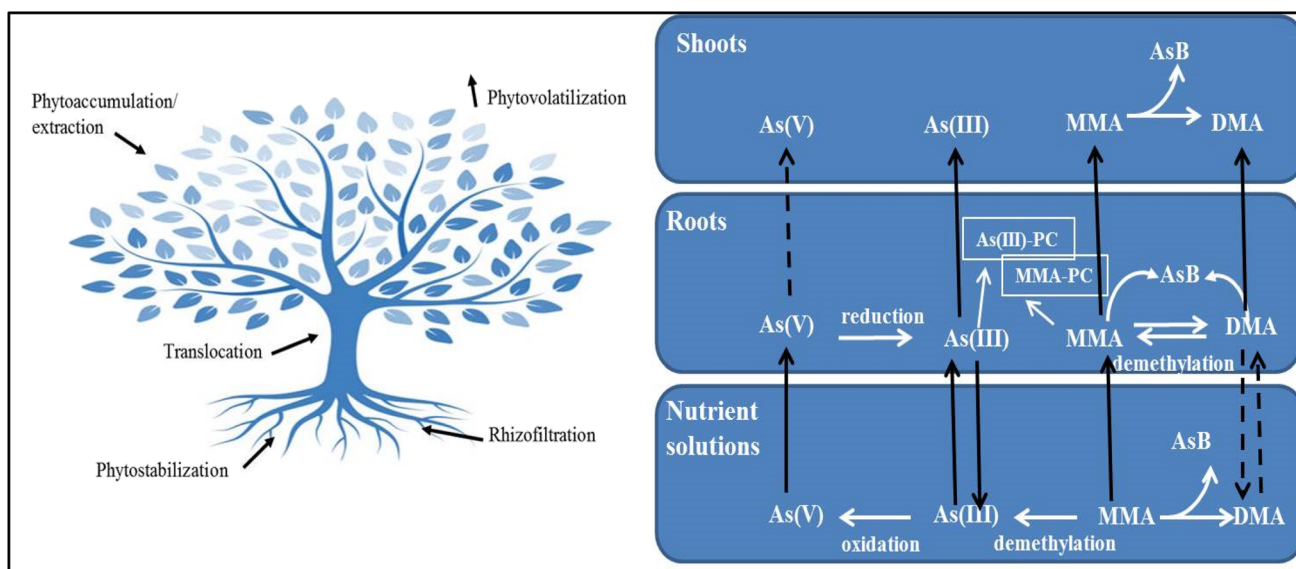 Phytoaccumulation/
extraction
Phytovolatilization
Translocation
Rhizofiltration
Phytostabilization
Shoots
AsB
As(V)
As(III)
MMA
DMA
Roots
As(III)-PC
MMA-PC
AsB
As(V)
reduction
As(III)
MMA
DMA
demethylation
Nutrient
solutions
AsB
As(V)
As(III)
MMA
DMA
oxidation
demethylation